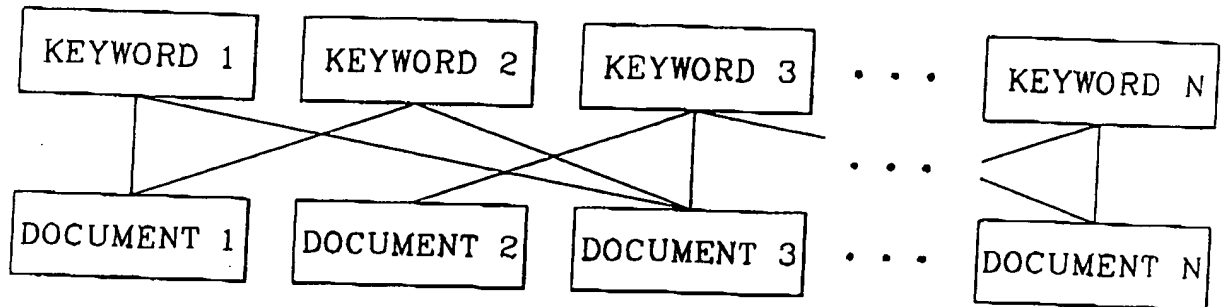 KEYWORD 1 KEYWORD 2 KEYWORD 3 . . . KEYWORD N
. . .
DOCUMENT 1 DOCUMENT 2 DOCUMENT 3 . . . DOCUMENT N